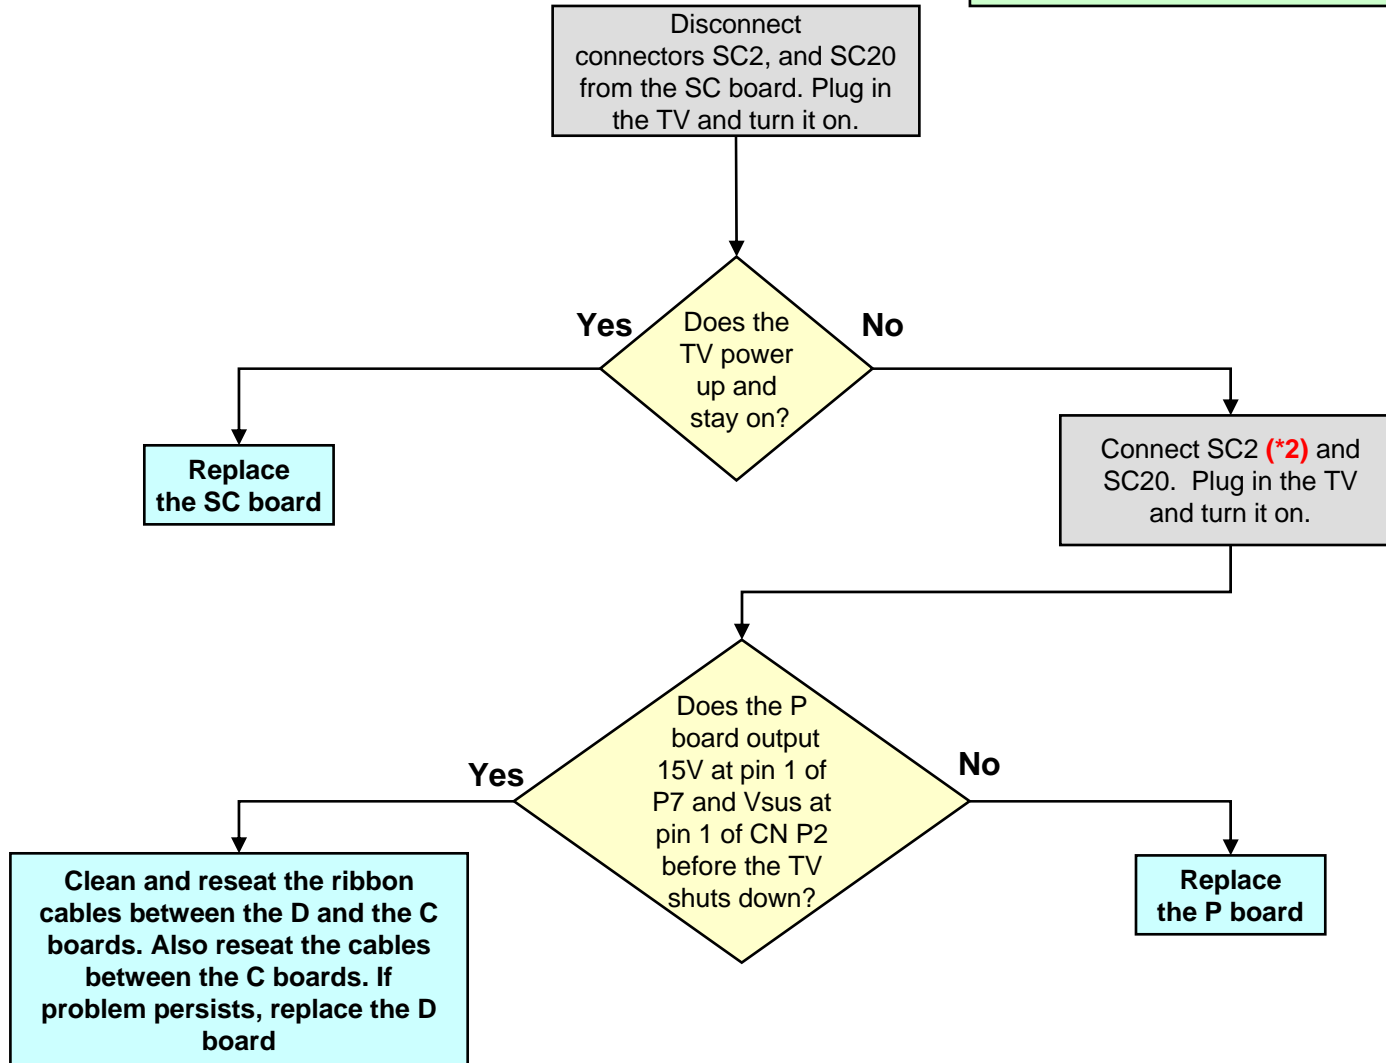 Disconnect
connectors SC2, and SC20
from the SC board. Plug in
the TV and turn it on.
Yes
No
Does the
TV power
up and
stay on?
Replace
the SC board
Connect SC2 (*2) and
SC20. Plug in the TV
and turn it on.
Does the P
board output
15V at pin 1 of
P7 and Vsus at
pin 1 of CN P2
before the TV
shuts down?
Yes
No
Clean and reseat the ribbon
cables between the D and the C
boards. Also reseat the cables
between the C boards. If
problem persists, replace the D
board
Replace
the P board